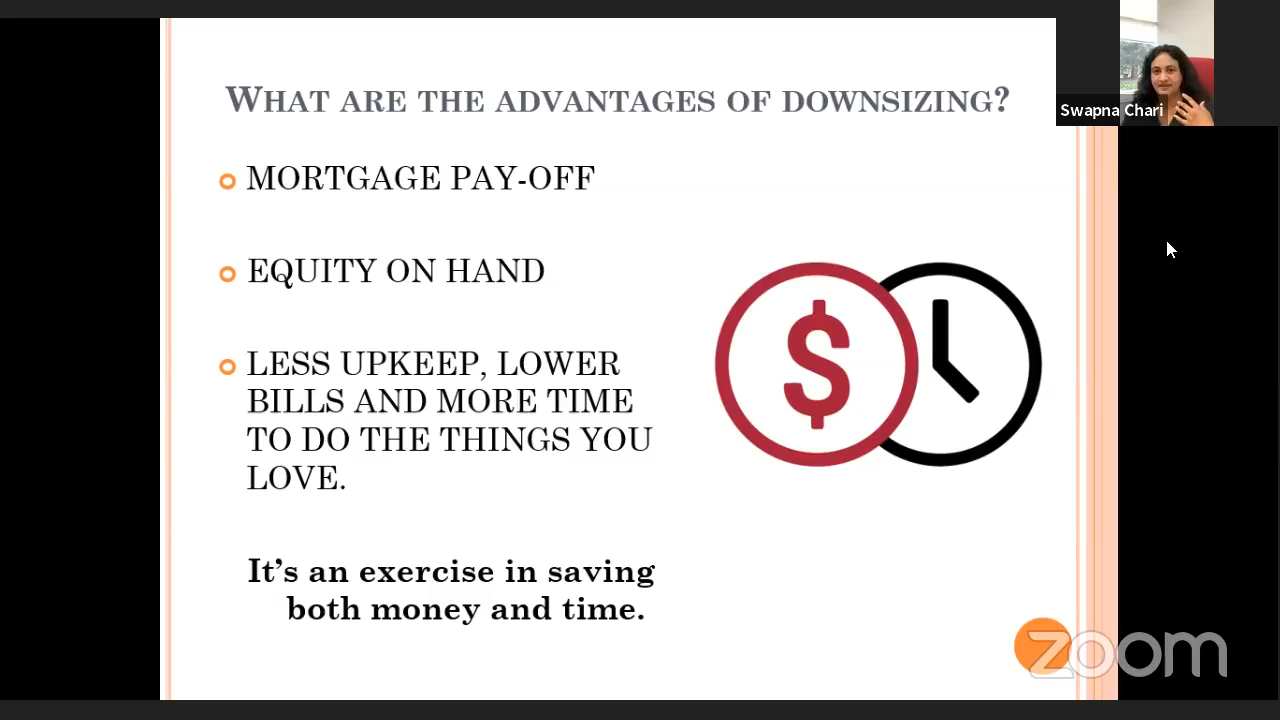 WHAT ARE THE ADVANTAGES OF DOWNSIZING?
Swapna Chari
MORTGAGE PAY-OFF
EQUITY ON HAND
LESS UPKEEP, LOWER
BILLS AND MORE TIME
TO DO THE THINGS YOU
LOVE.
$
It's an exercise in saving
both money and time.
zoom